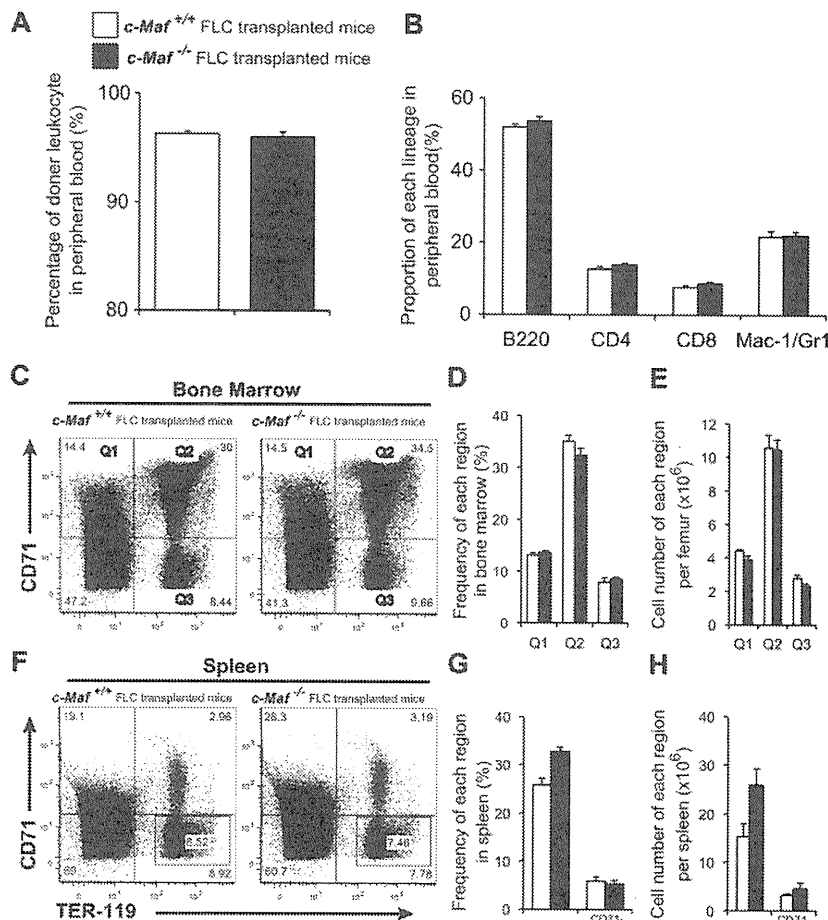 A
c-Maf +/+ FLC transplanted mice
c-Maf -/- FLC transplanted mice
Percentage of doner leukocyte
in peripheral blood (%)
100
90
80
B
Proportion of each lineage in
peripheral blood(%)
60
40
20
0
B220 CD4 CD8 Mac-1/Gr1
C
Bone Marrow
c-Maf +/+ FLC transplanted mice
c-Maf -/- FLC transplanted mice
CD71
14.4 Q1 Q2 30
47.2 Q3 8.44
14.5 Q1 Q2 34.5
41.3 Q3 9.66
D
Frequency of each region
in bone marrow (%)
40
30
20
10
0
Q1 Q2 Q3
E
Cell number of each region
per femur (x10⁶)
12
10
8
6
4
2
0
Q1 Q2 Q3
F
Spleen
c-Maf +/+ FLC transplanted mice
c-Maf -/- FLC transplanted mice
CD71
19.1 2.96
8.52
69 8.92
28.3 3.19
7.46
60.7 7.78
TER-119
G
Frequency of each region
in spleen (%)
40
30
20
10
0
H
Cell number of each region
per spleen (x10⁶)
40
30
20
10
0